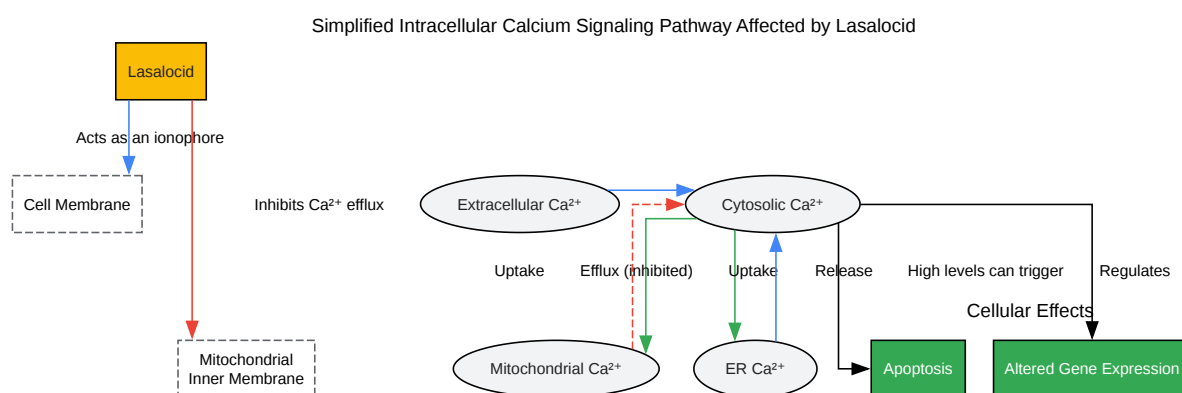 Simplified Intracellular Calcium Signaling Pathway Affected by Lasalocid
Lasalocid
Acts as an ionophore
Cell Membrane
Inhibits Ca²⁺ efflux
Extracellular Ca²⁺
Cytosolic Ca²⁺
Uptake
Efflux (inhibited)
Uptake
Release
High levels can trigger
Regulates
Cellular Effects
Mitochondrial
Inner Membrane
Mitochondrial Ca²⁺
ER Ca²⁺
Apoptosis
Altered Gene Expression